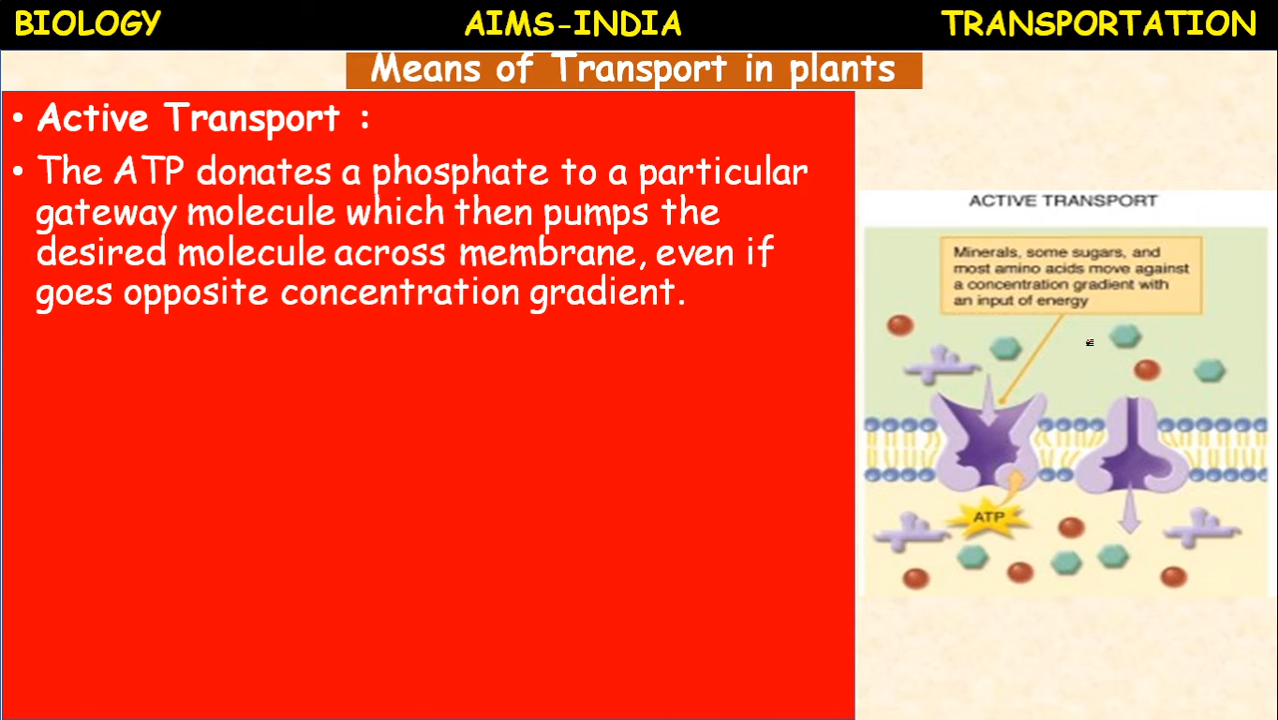 BIOLOGY AIMS-INDIA TRANSPORTATION
Means of Transport in plants
• Active Transport :
• The ATP donates a phosphate to a particular
gateway molecule which then pumps the
desired molecule across membrane, even if
goes opposite concentration gradient.
ACTIVE TRANSPORT
Minerals, some sugars, and
most amino acids move against
a concentration gradient with
an input of energy
ATP